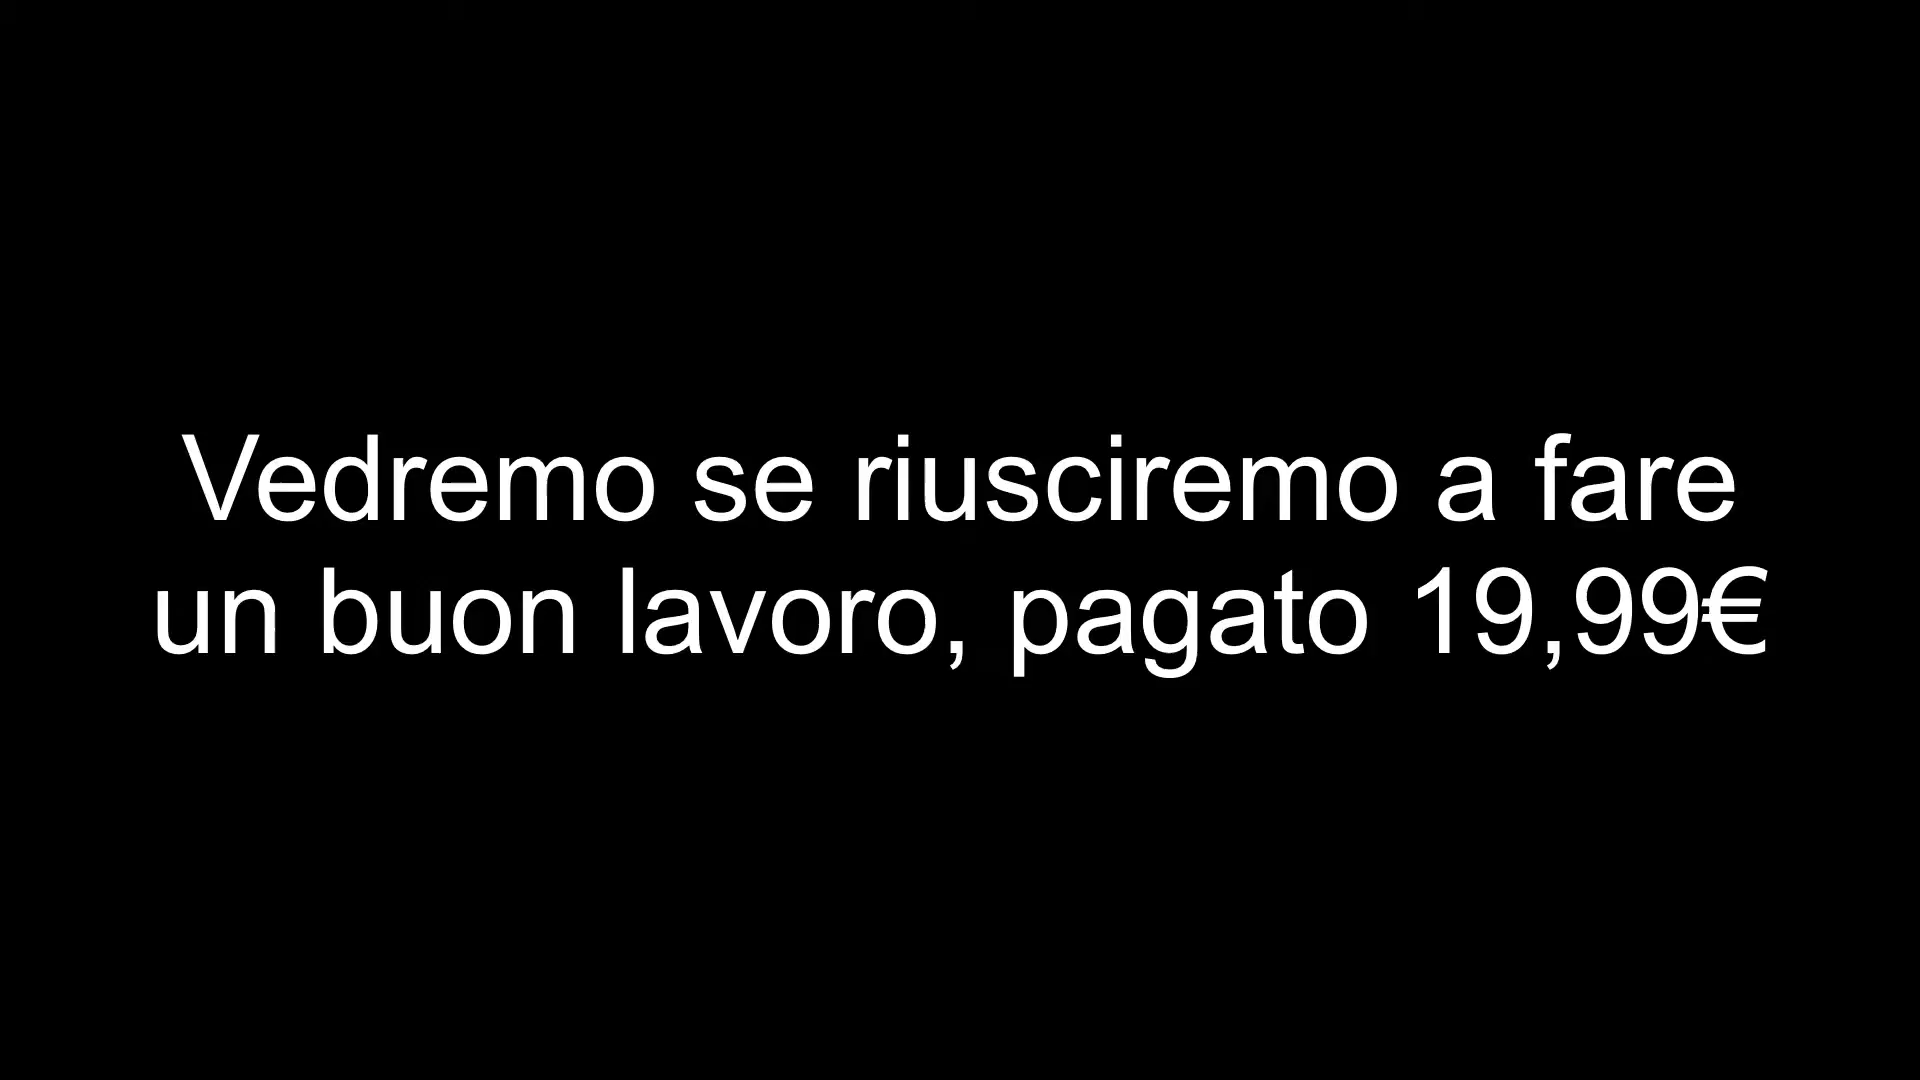 Vedremo se riusciremo a fare
un buon lavoro, pagato 19,99€